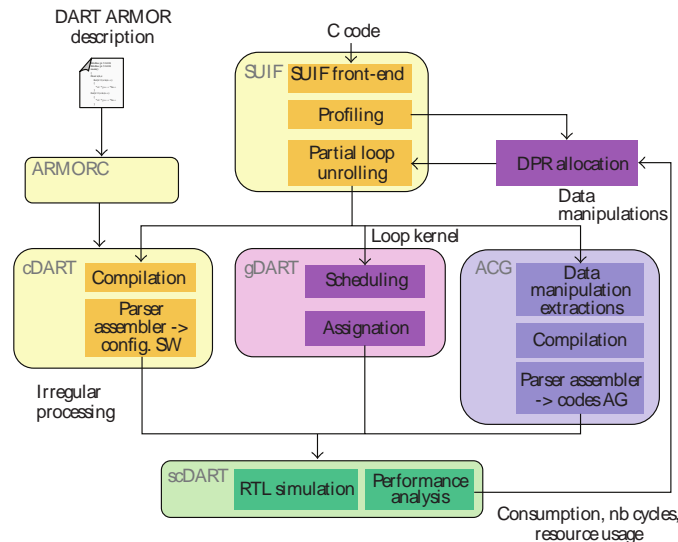 DART ARMOR
description
C code
SUIF
SUIF front-end
Profiling
Partial loop
unrolling
DPR allocation
ARMORC
Data
manipulations
Loop kernel
cDART
Compilation
Parser
assembler ->
config. SW
gDART
Scheduling
Assignation
ACG
Data
manipulation
extractions
Compilation
Parser assembler
-> codes AG
Irregular
processing
scDART
RTL simulation
Performance
analysis
Consumption, nb cycles,
resource usage